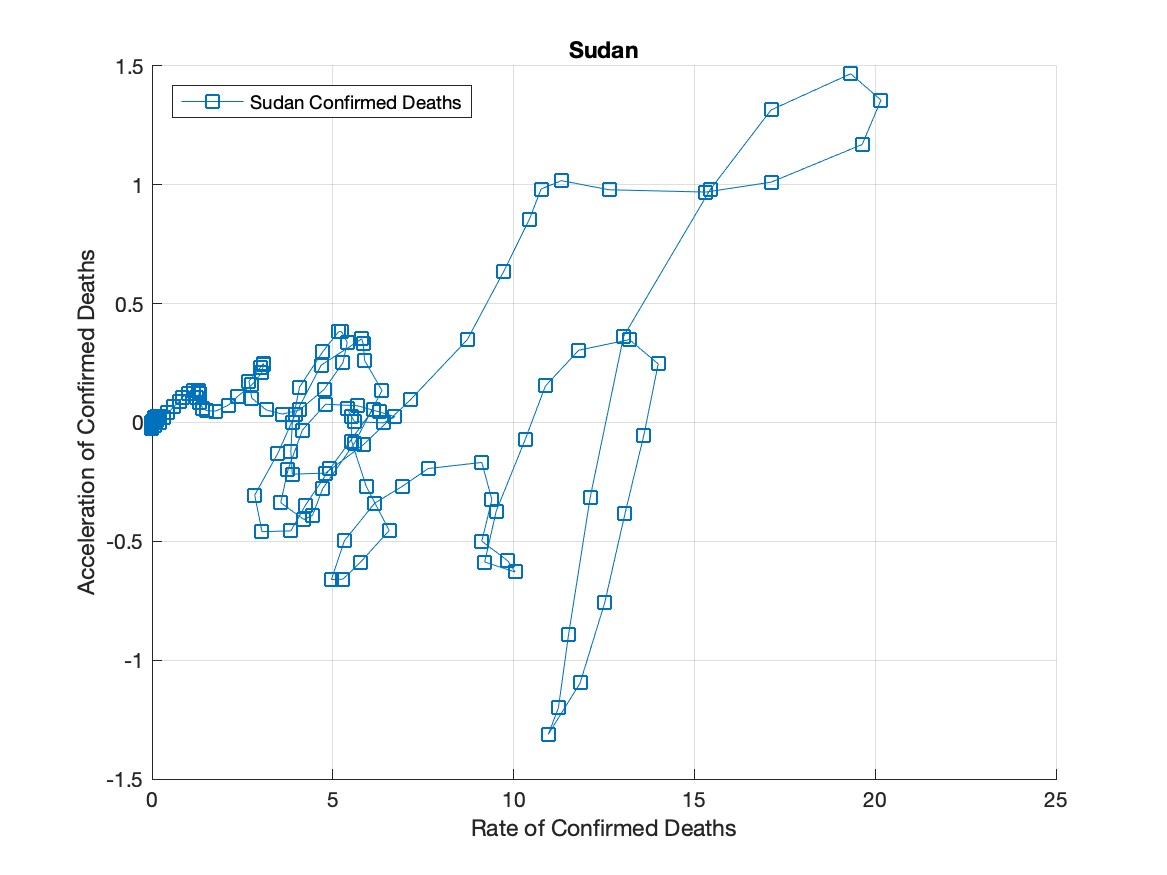 Sudan
Sudan Confirmed Deaths
Acceleration of Confirmed Deaths
1.5
1
0.5
0
-0.5
-1
-1.5
0 5 10 15 20 25
Rate of Confirmed Deaths